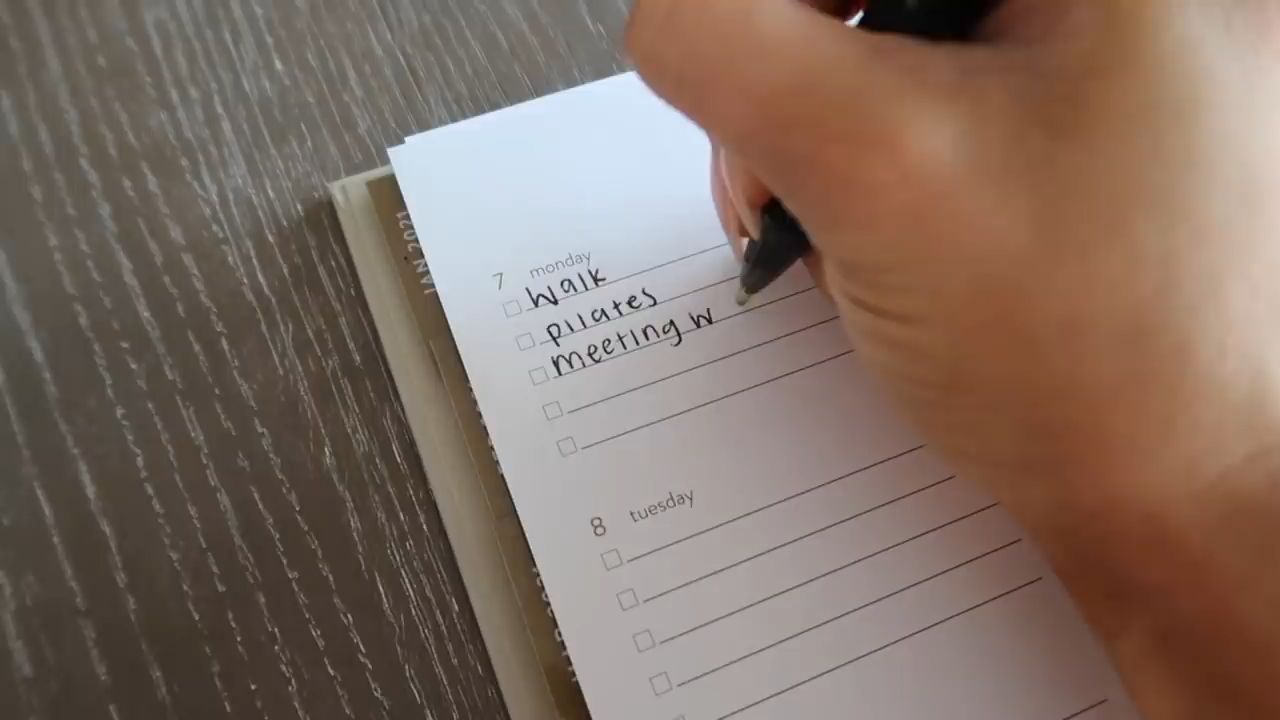 JAN 2021
7 monday
walk
pilates
meeting w
8 tuesday